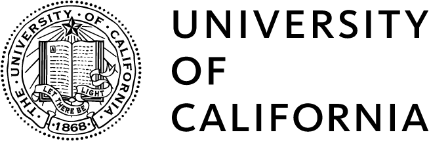 THE UNIVERSITY OF CALIFORNIA
LET THERE BE LIGHT
1868
UNIVERSITY
OF
CALIFORNIA